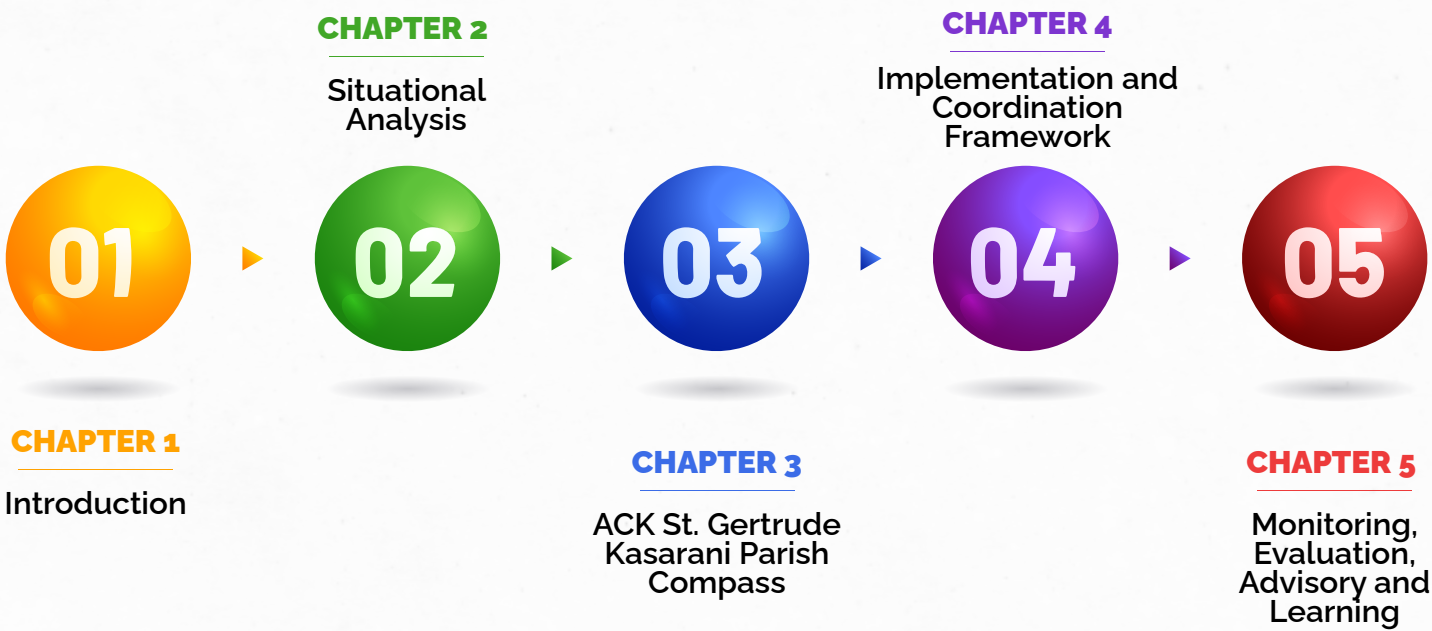 CHAPTER 1
Introduction
01
CHAPTER 2
Situational
Analysis
02
03
CHAPTER 3
ACK St. Gertrude
Kasarani Parish
Compass
CHAPTER 4
Implementation and
Coordination
Framework
04
05
CHAPTER 5
Monitoring,
Evaluation,
Advisory and
Learning